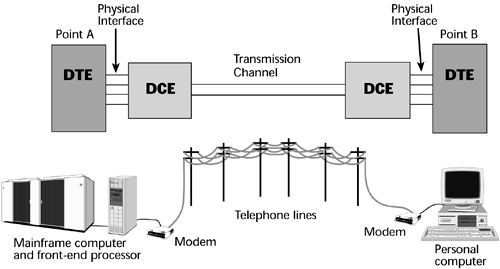 Physical
Interface
Physical
Interface
Point A
Point B
DTE
DCE
Transmission
Channel
DCE
DTE
Telephone lines
Mainframe computer
and front-end processor
Modem
Modem
Personal
computer